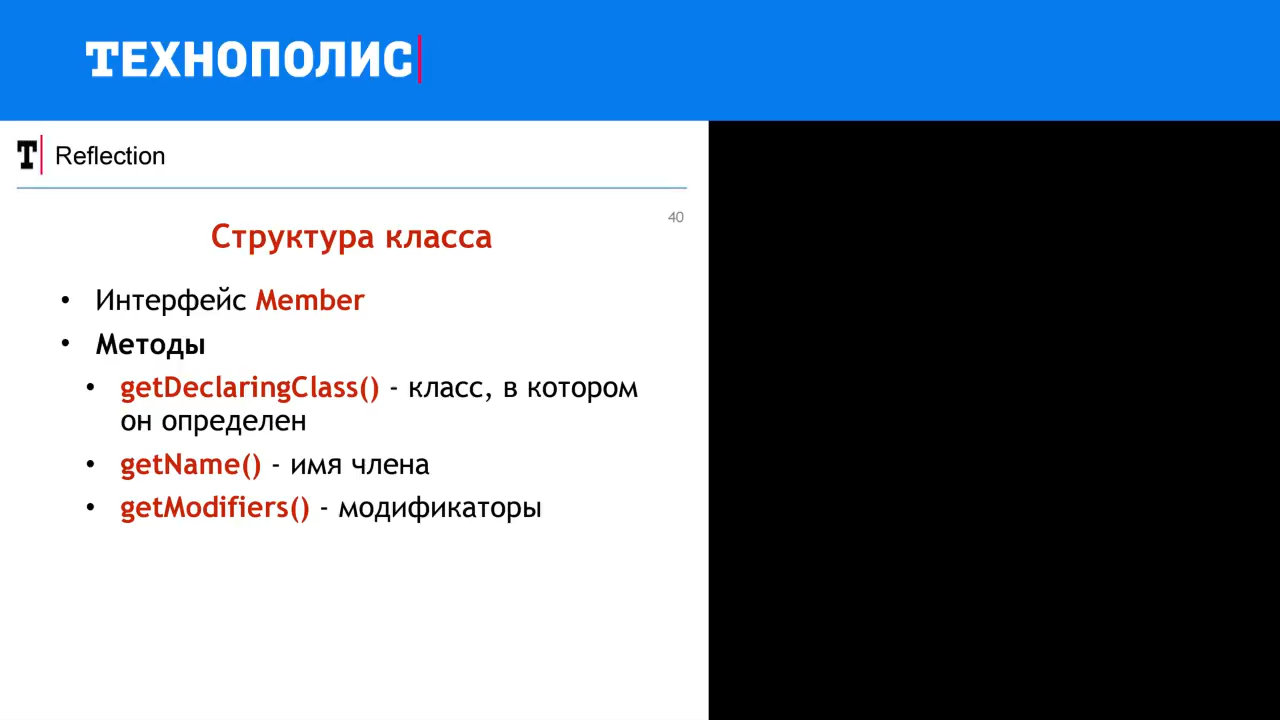 ТЕХНОПОЛИС
T Reflection
40
Структура класса
• Интерфейс Member
• Методы
• getDeclaringClass() - класс, в котором
он определен
• getName() - имя члена
• getModifiers() - модификаторы